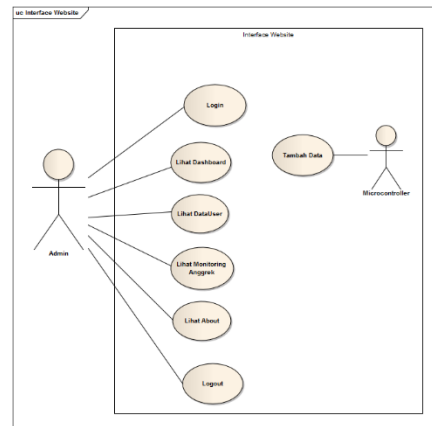 uc Interface Website
Interface Website
Login
Lihat Dashboard
Tambah Data
Microcontroller
Lihat DataUser
Admin
Lihat Monitoring
Anggrek
Lihat About
Logout